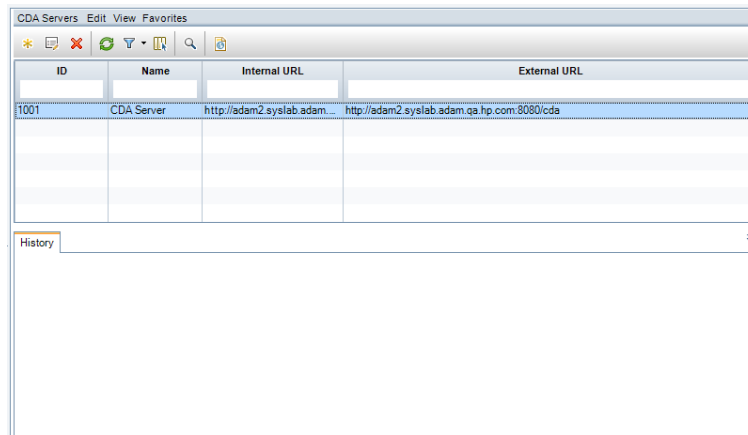 CDA Servers Edit View Favorites
ID Name Internal URL External URL
1001 CDA Server http://adam2.syslab.adam.... http://adam2.syslab.adam.qa.hp.com:8080/cda
History